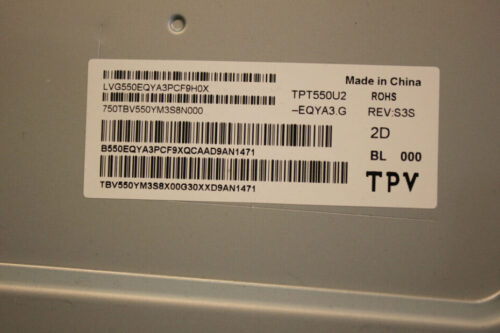 Made in China
LVG550EQYA3PCF9H0X
TPT550U2
ROHS
750TBV550YM3S8N000
–EQYA3.G
REV:S3S
2D
B550EQYA3PCF9XQCAAD9AN1471
BL 000
TBV550YM3S8X00G30XXD9AN1471
TPV